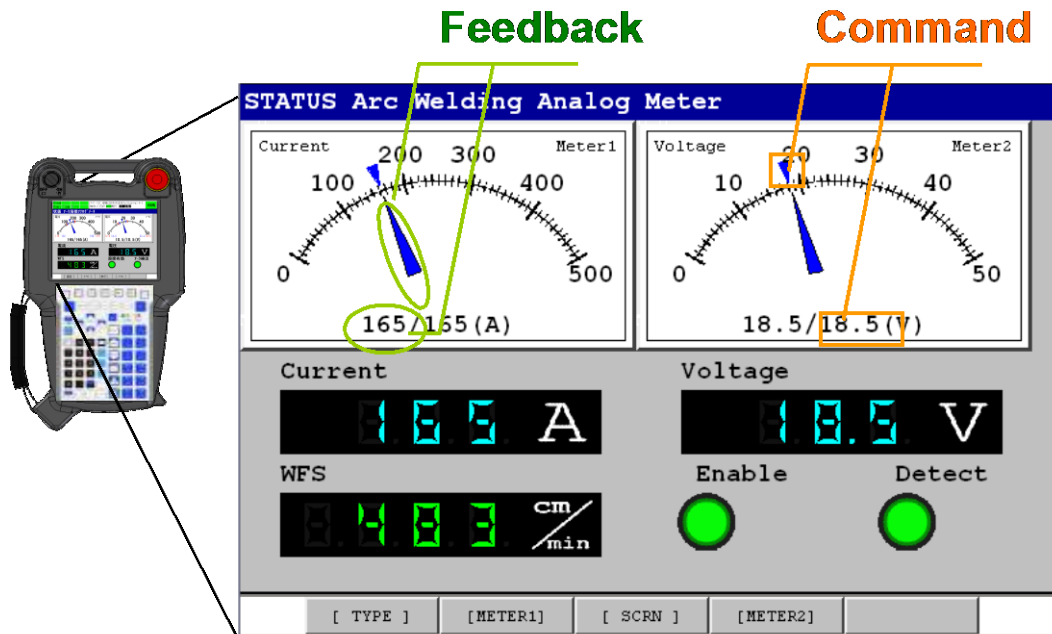 Feedback Command
STATUS Arc Welding Analog Meter
Current Meter1
0 100 200 300 400 500
165/165(A)
Voltage Meter2
0 10 20 30 40 50
18.5/18.5(V)
Current
165 A
Voltage
18.5 V
WFS
483 cm/min
Enable Detect
[ TYPE ] [METER1] [ SCRN ] [METER2]